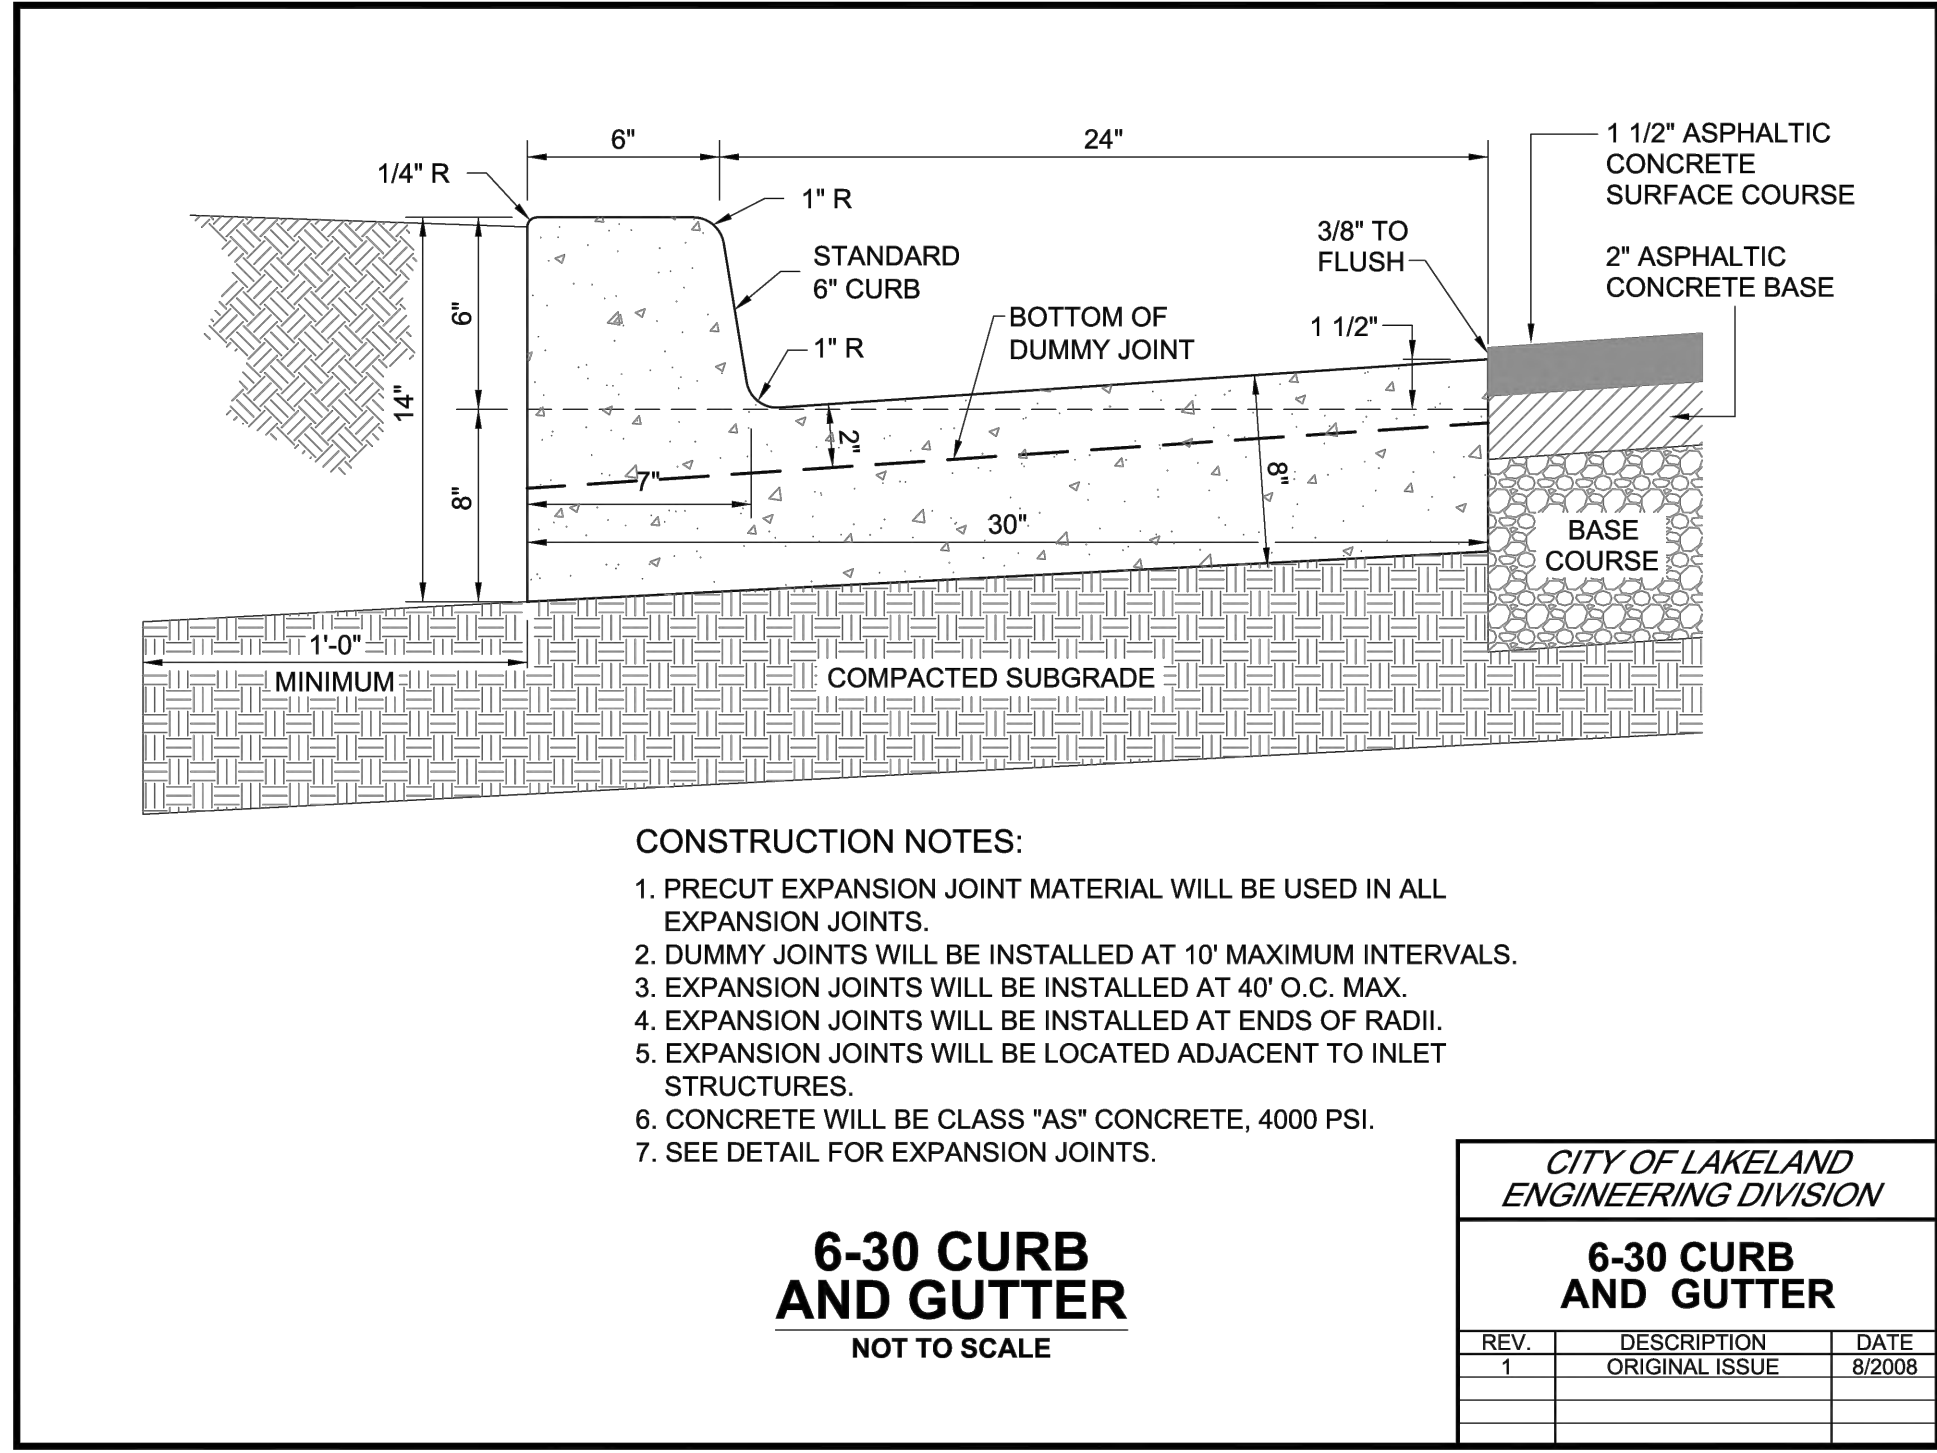 6"
24"
1/4" R
1" R
STANDARD
6" CURB
3/8" TO
FLUSH
1 1/2" ASPHALTIC
CONCRETE
SURFACE COURSE
2" ASPHALTIC
CONCRETE BASE
6"
14"
8"
1" R
BOTTOM OF
DUMMY JOINT
1 1/2"
2"
7"
8"
30"
BASE
COURSE
1'-0"
MINIMUM
COMPACTED SUBGRADE
CONSTRUCTION NOTES:
1. PRECUT EXPANSION JOINT MATERIAL WILL BE USED IN ALL
EXPANSION JOINTS.
2. DUMMY JOINTS WILL BE INSTALLED AT 10' MAXIMUM INTERVALS.
3. EXPANSION JOINTS WILL BE INSTALLED AT 40' O.C. MAX.
4. EXPANSION JOINTS WILL BE INSTALLED AT ENDS OF RADII.
5. EXPANSION JOINTS WILL BE LOCATED ADJACENT TO INLET
STRUCTURES.
6. CONCRETE WILL BE CLASS "AS" CONCRETE, 4000 PSI.
7. SEE DETAIL FOR EXPANSION JOINTS.
6-30 CURB
AND GUTTER
NOT TO SCALE
CITY OF LAKELAND
ENGINEERING DIVISION
6-30 CURB
AND GUTTER
REV. DESCRIPTION DATE
1 ORIGINAL ISSUE 8/2008